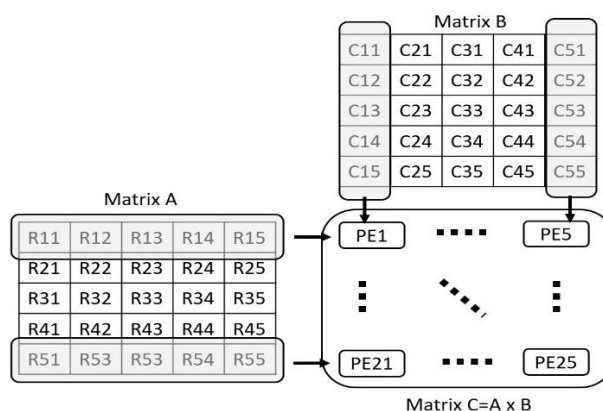 Matrix B
C11 C21 C31 C41 C51
C12 C22 C32 C42 C52
C13 C23 C33 C43 C53
C14 C24 C34 C44 C54
C15 C25 C35 C45 C55
Matrix A
R11 R12 R13 R14 R15
R21 R22 R23 R24 R25
R31 R32 R33 R34 R35
R41 R42 R43 R44 R45
R51 R53 R53 R54 R55
PE1 PE5
PE21 PE25
Matrix C=A x B